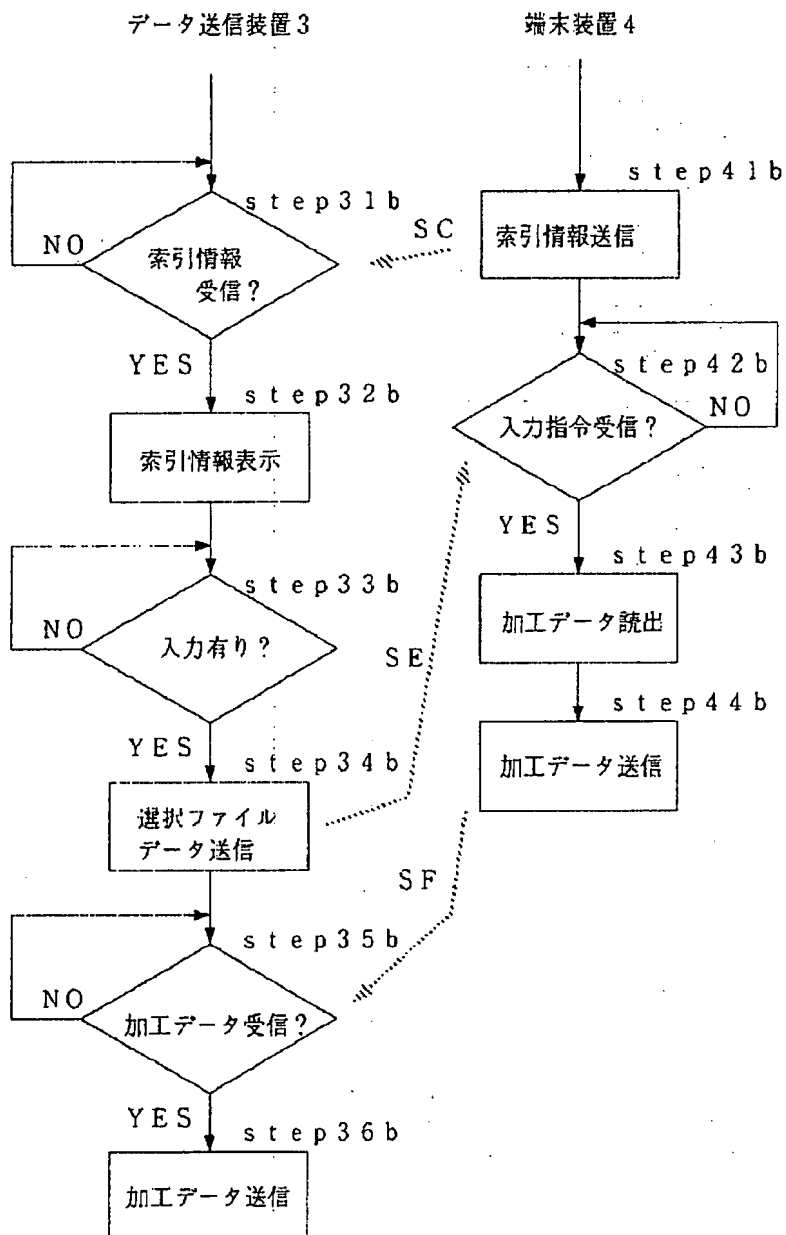 データ送信装置3
端末装置4
step31b
索引情報
受信?
NO
YES
SC
step41b
索引情報送信
step32b
索引情報表示
step42b
入力指令受信?
NO
YES
step33b
入力有り?
NO
YES
SE
step43b
加工データ読出
step34b
選択ファイル
データ送信
step44b
加工データ送信
SF
step35b
加工データ受信?
NO
YES
step36b
加工データ送信